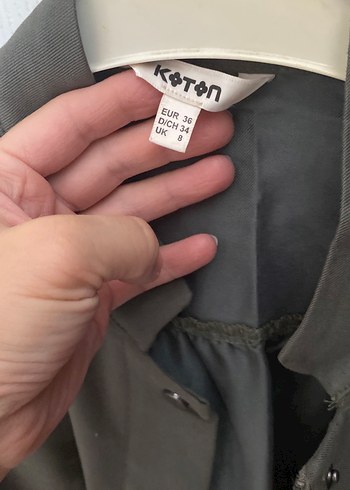 KOTON
EUR 36
D/CH 34
UK 8